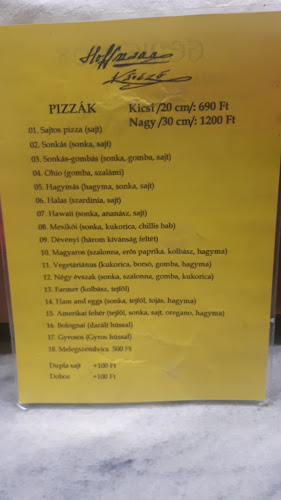 Hoffmann
PIZZÁK
Kicsi /20 cm/: 690 Ft
Nagy /30 cm/: 1200 Ft
01. Sajtos pizza (sajt)
02. Sonkás (sonka, sajt)
03. Sonkás-gombás (sonka, gomba, sajt)
04. Ohio (gomba, szalámi)
05. Hagymás (hagyma, sonka, sajt)
06. Halas (szardínia, sajt)
07. Hawaii (sonka, ananász, sajt)
08. Mexikói (sonka, kukorica, chillis bab)
09. Dévényi (három kívánság feltét)
10. Magyaros (szalonna, erős paprika, kolbász, hagyma)
11. Vegetáriánus (kukorica, borsó, gomba, hagyma)
12. Négy évszak (sonka, szalonna, gomba, kukorica)
13. Farmer (kolbász, tejföl)
14. Ham and eggs (sonka, tejföl, tojás, hagyma)
15. Amerikai fehér (tejföl, sonka, sajt, oregano, hagyma)
16. Bolognai (darált hússal)
17. Gyrosos (Gyros hússal)
18. Melegszendvics 500 Ft
Dupla sajt +100 Ft
Doboz +100 Ft